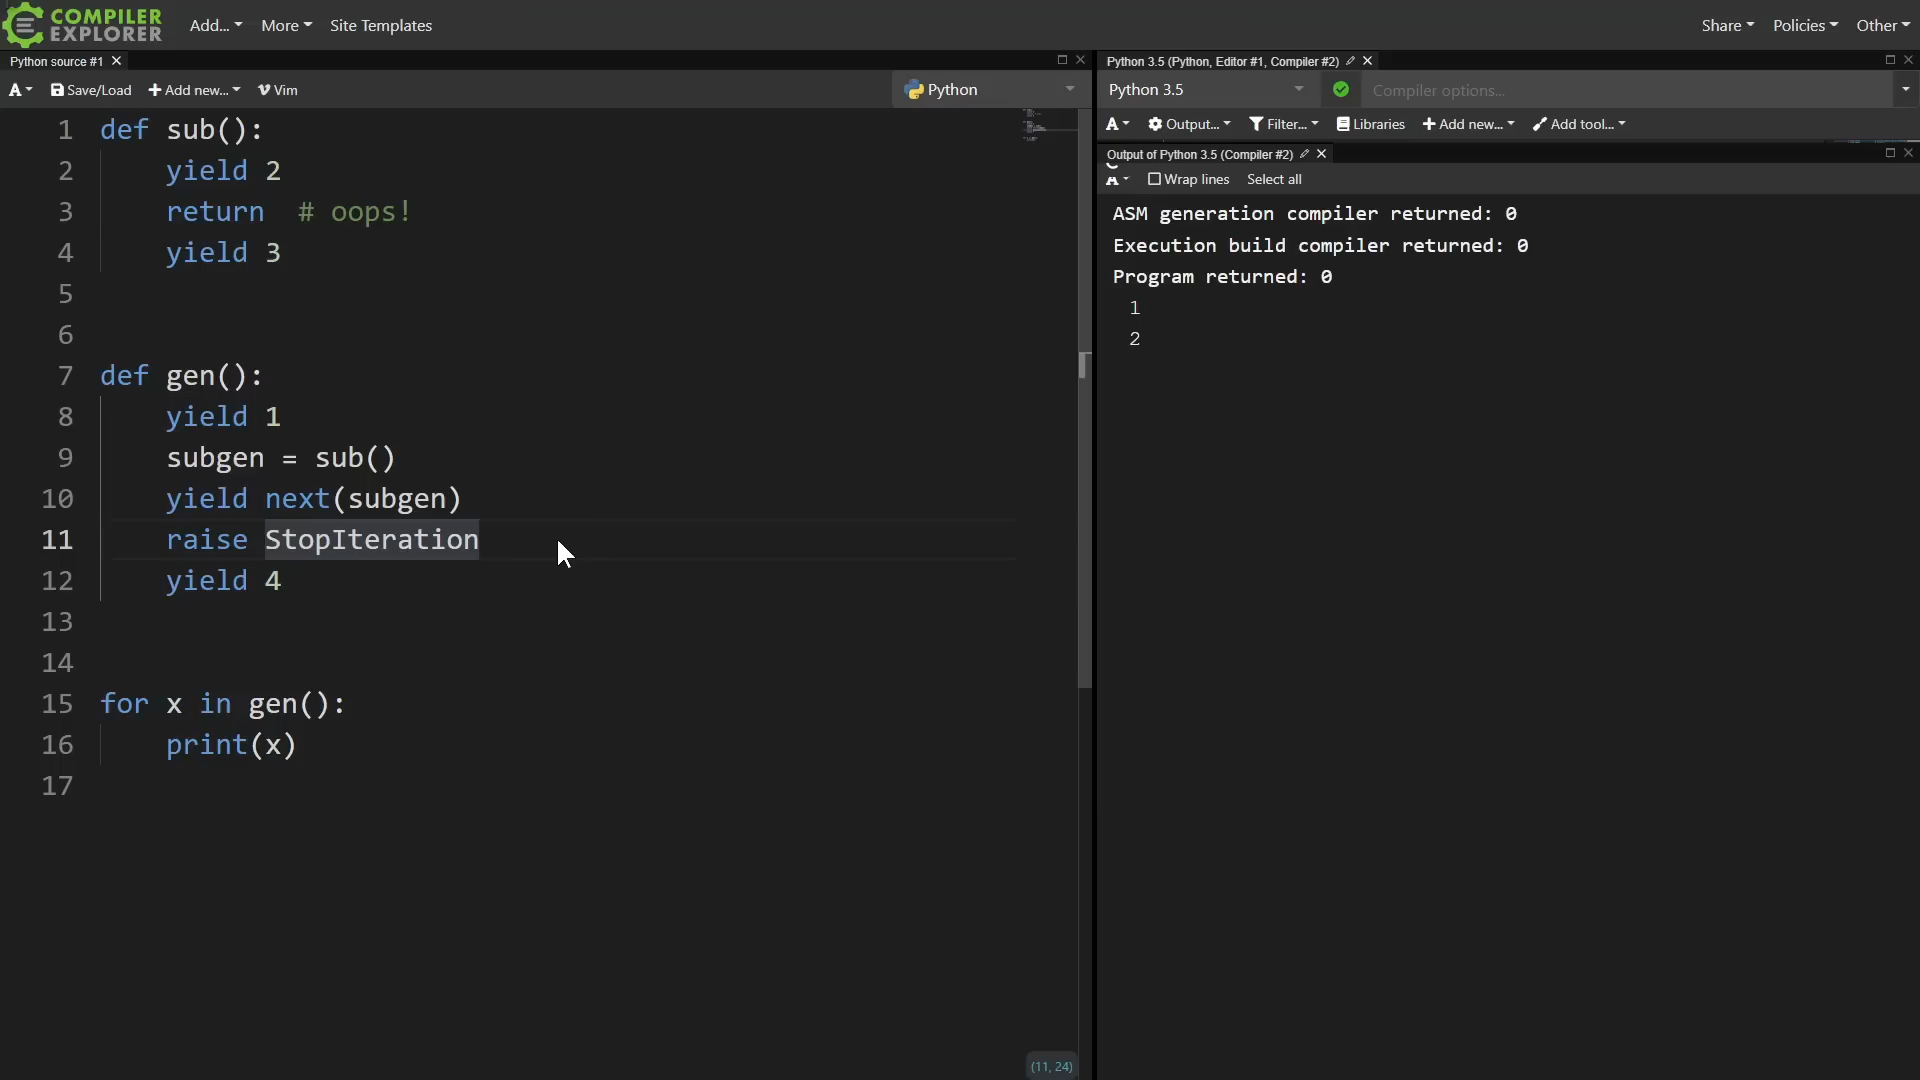 COMPILER
EXPLORER
Add... More Site Templates Share Policies Other
Python source #1
A Save/Load Add new... Vim Python
1 def sub():
2     yield 2
3     return  # oops!
4     yield 3
5
6
7 def gen():
8     yield 1
9     subgen = sub()
10     yield next(subgen)
11     raise StopIteration
12     yield 4
13
14
15 for x in gen():
16     print(x)
17
(11, 24)
Python 3.5 (Python, Editor #1, Compiler #2)
Python 3.5 Compiler options...
A Output... Filter... Libraries Add new... Add tool...
Output of Python 3.5 (Compiler #2)
A Wrap lines Select all
ASM generation compiler returned: 0
Execution build compiler returned: 0
Program returned: 0
1
2